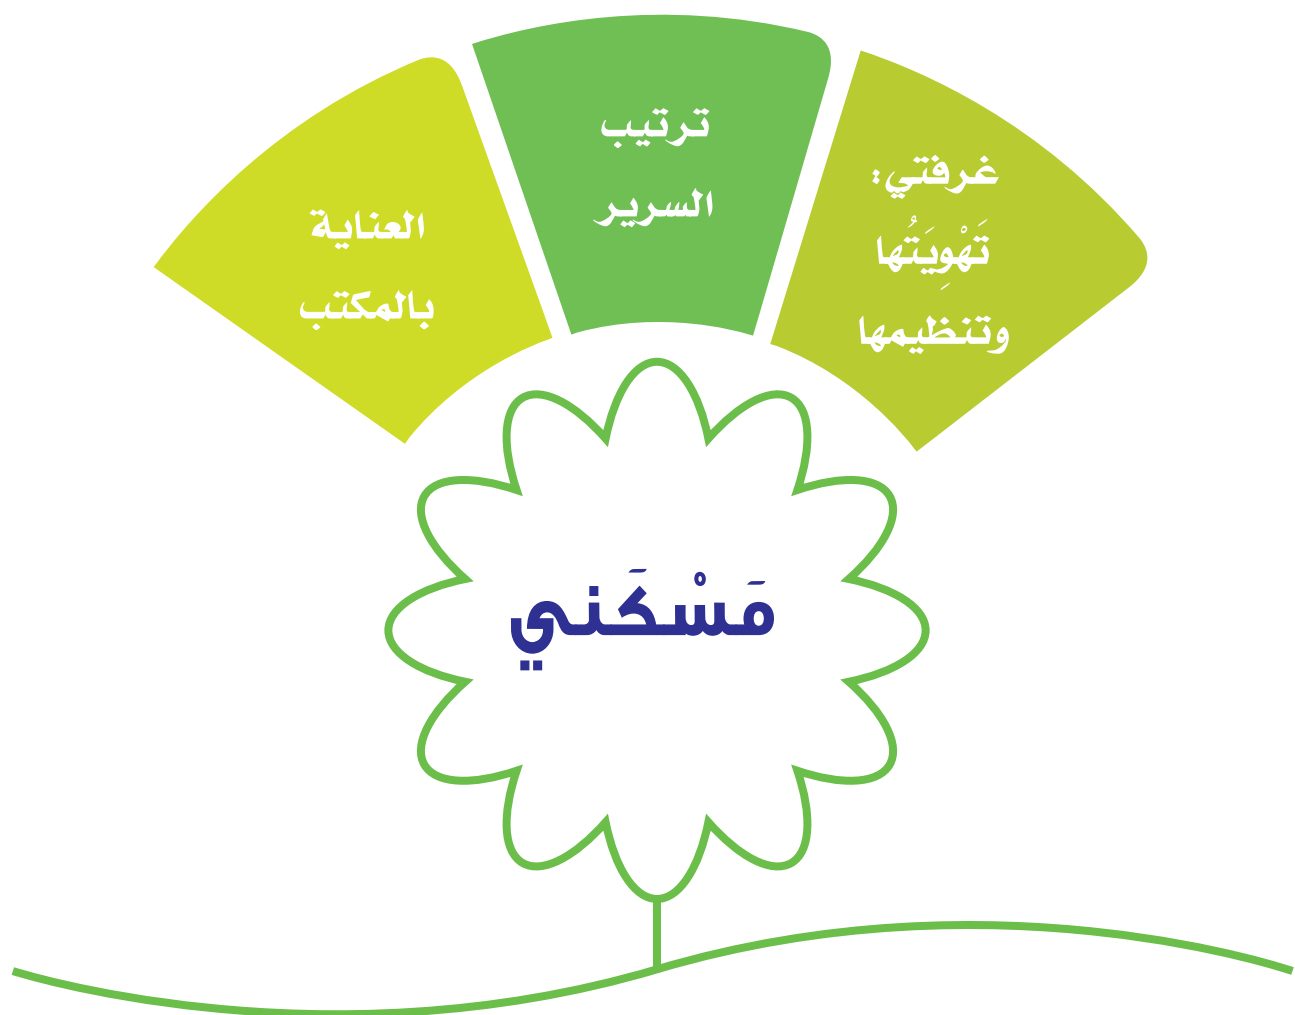 غرفتي:
تَهْوِيَتُها
وتنظيمها
ترتيب
السرير
العناية
بالمكتب
مَسْكَني